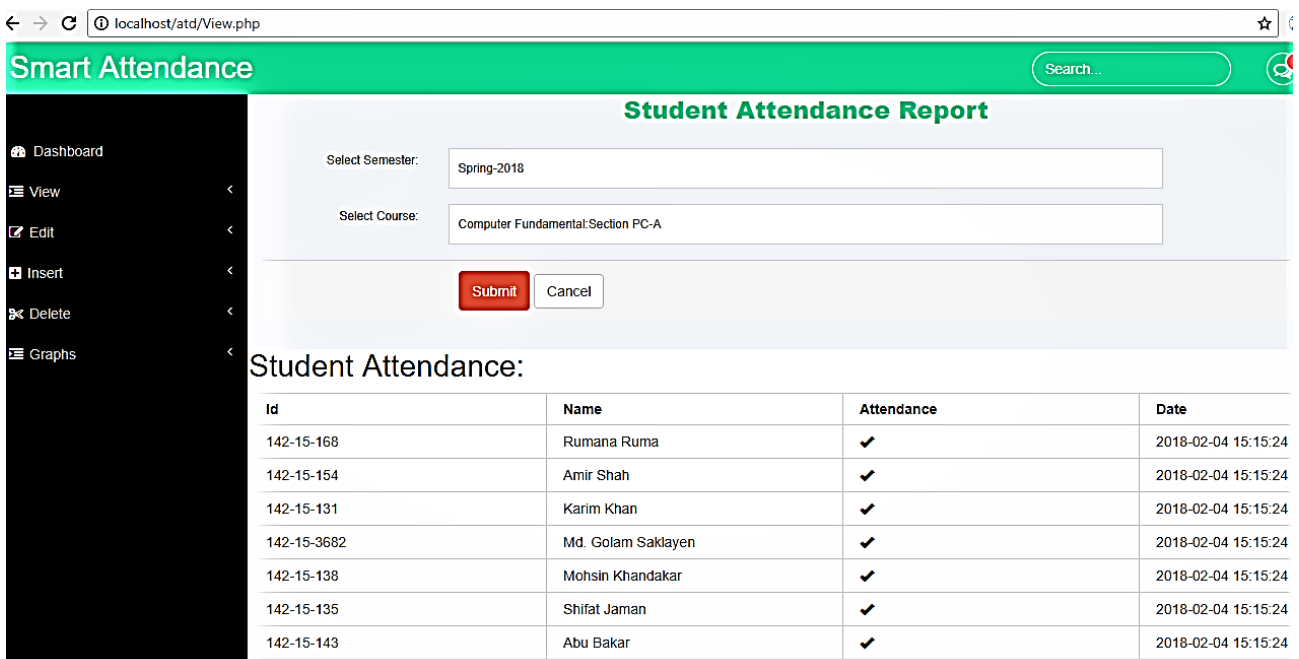 localhost/atd/View.php
Smart Attendance
Search...
Student Attendance Report
Dashboard
View
Edit
Insert
Delete
Graphs
Select Semester:
Spring-2018
Select Course:
Computer Fundamental:Section PC-A
Submit Cancel
Student Attendance:
Id Name Attendance Date
142-15-168 Rumana Ruma ✔ 2018-02-04 15:15:24
142-15-154 Amir Shah ✔ 2018-02-04 15:15:24
142-15-131 Karim Khan ✔ 2018-02-04 15:15:24
142-15-3682 Md. Golam Saklayen ✔ 2018-02-04 15:15:24
142-15-138 Mohsin Khandakar ✔ 2018-02-04 15:15:24
142-15-135 Shifat Jaman ✔ 2018-02-04 15:15:24
142-15-143 Abu Bakar ✔ 2018-02-04 15:15:24